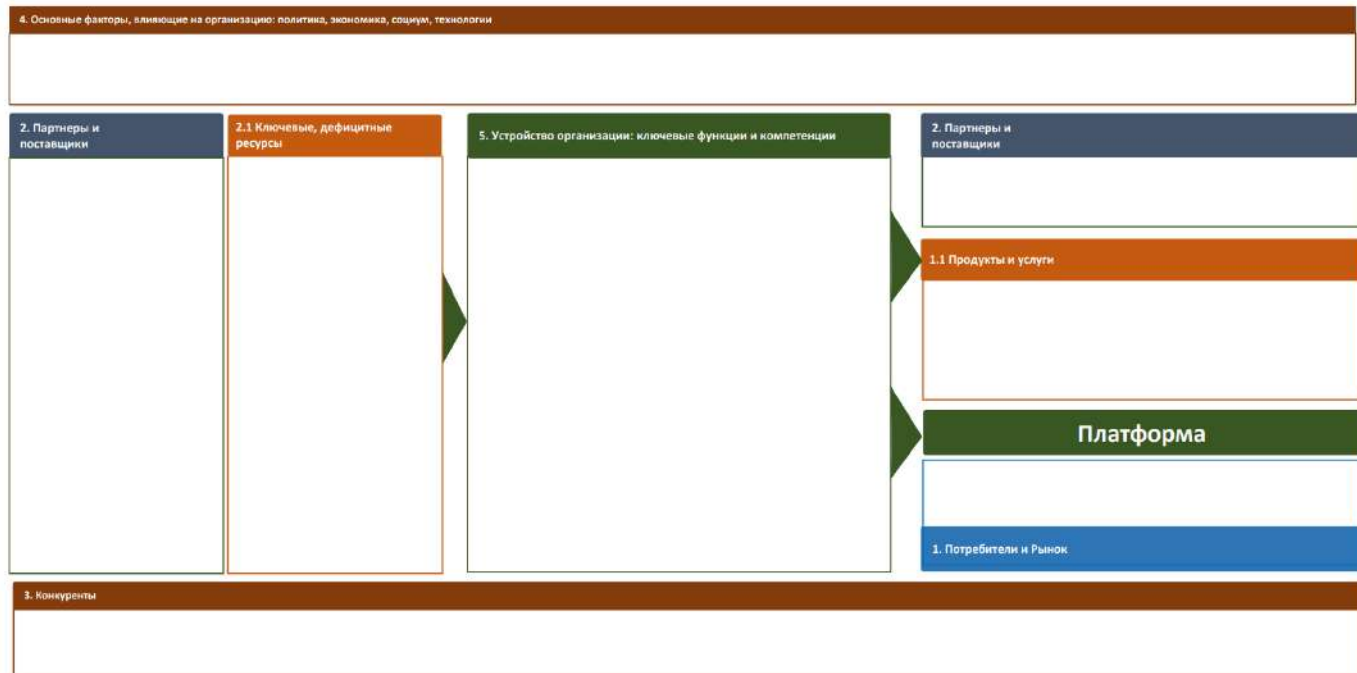 4. Основные факторы, влияющие на организацию: политика, экономика, социум, технологии
2. Партнеры и
поставщики
2.1 Ключевые, дефицитные
ресурсы
5. Устройство организации: ключевые функции и компетенции
2. Партнеры и
поставщики
1.1 Продукты и услуги
Платформа
1. Потребители и Рынок
3. Конкуренты